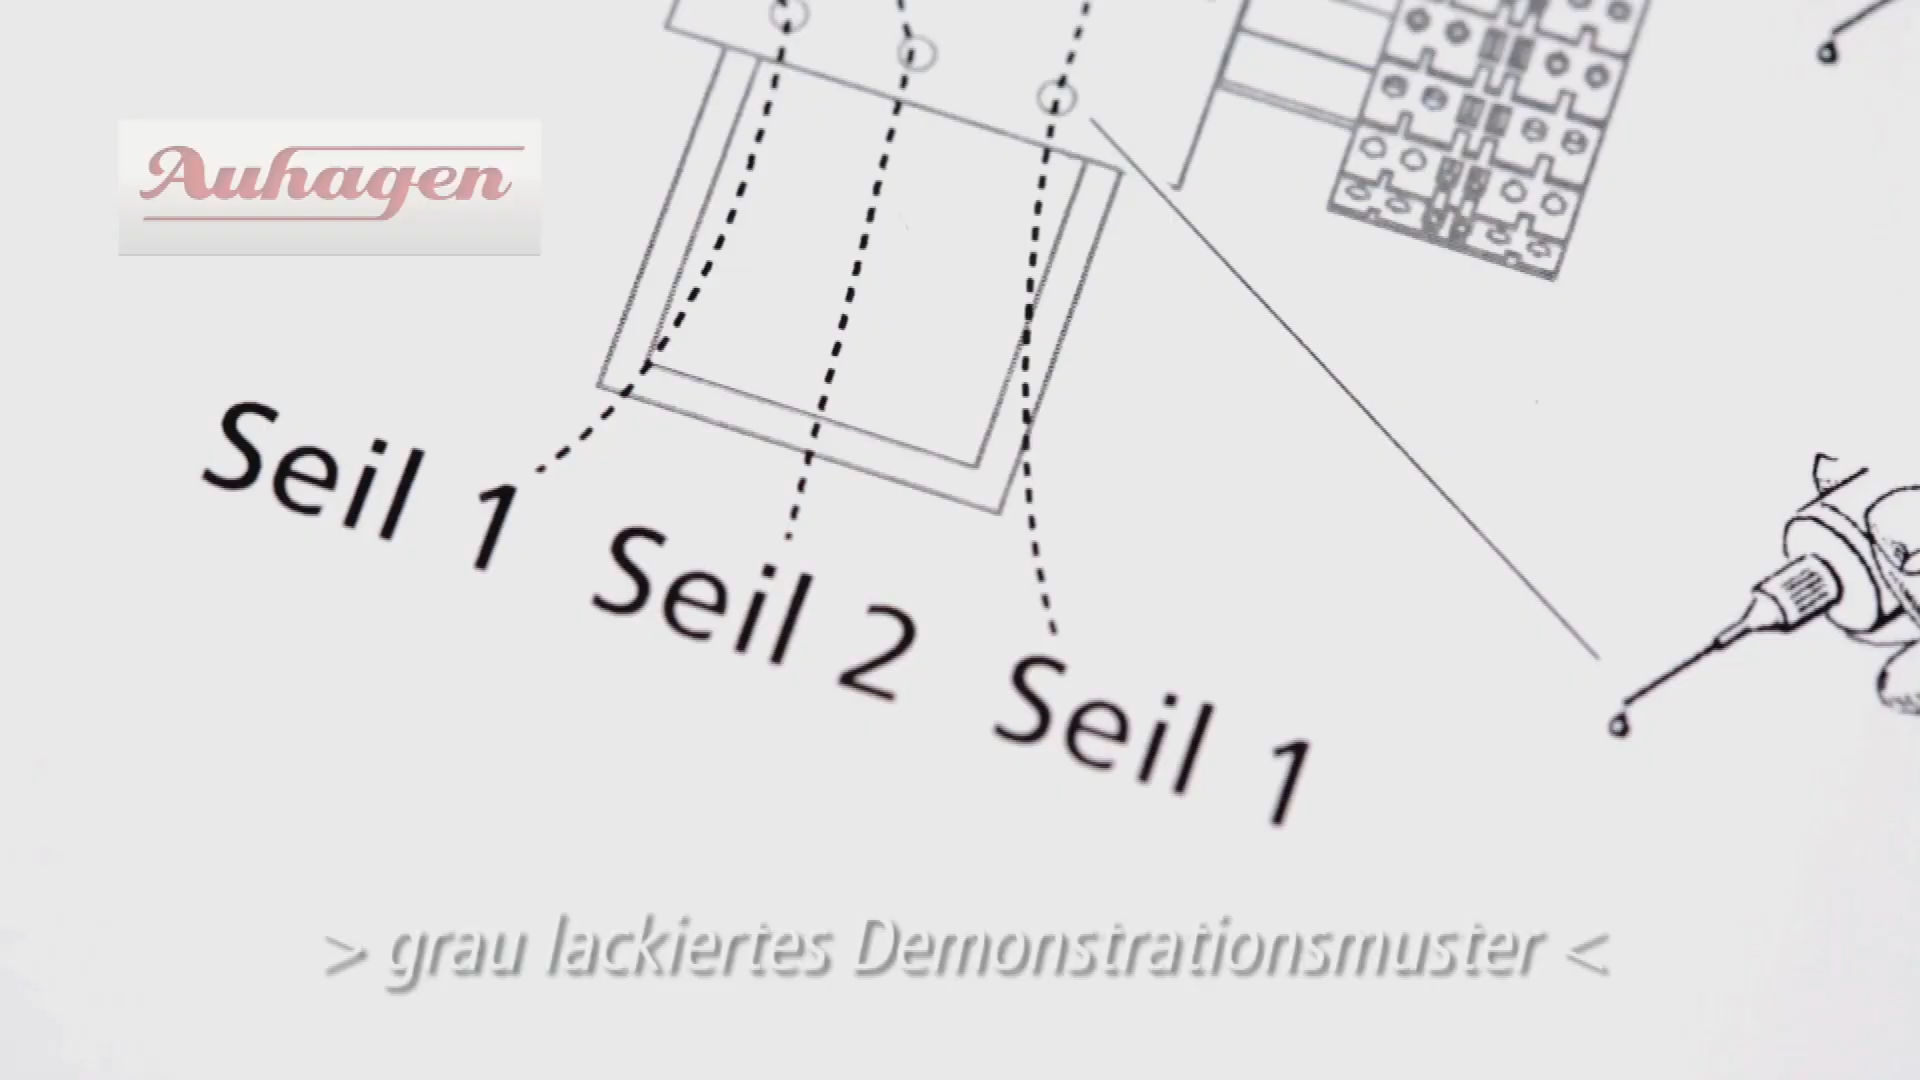 Auhagen
Seil 1
Seil 2
Seil 1
> grau lackiertes Demonstrationsmuster <